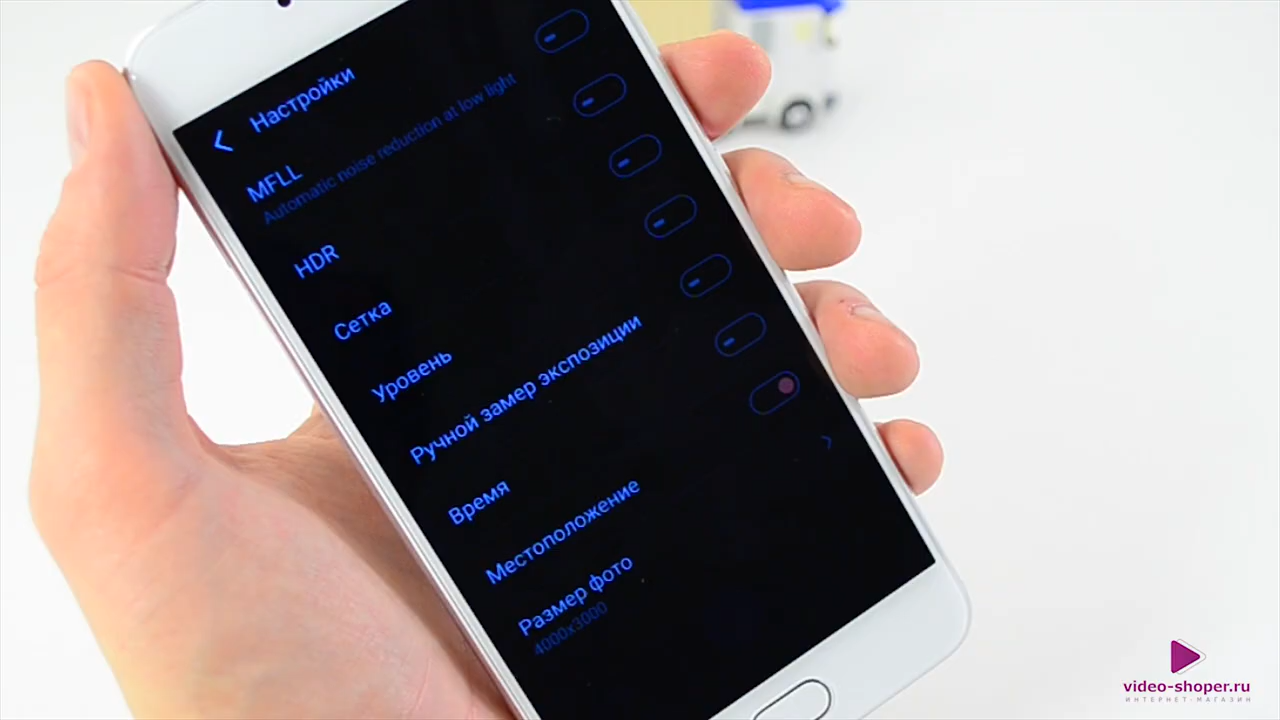 Настройки
MFLL
Automatic noise reduction at low light
HDR
Сетка
Уровень
Ручной замер экспозиции
Время
Местоположение
Размер фото
4000x3000
video-shoper.ru
ИНТЕРНЕТ-МАГАЗИН